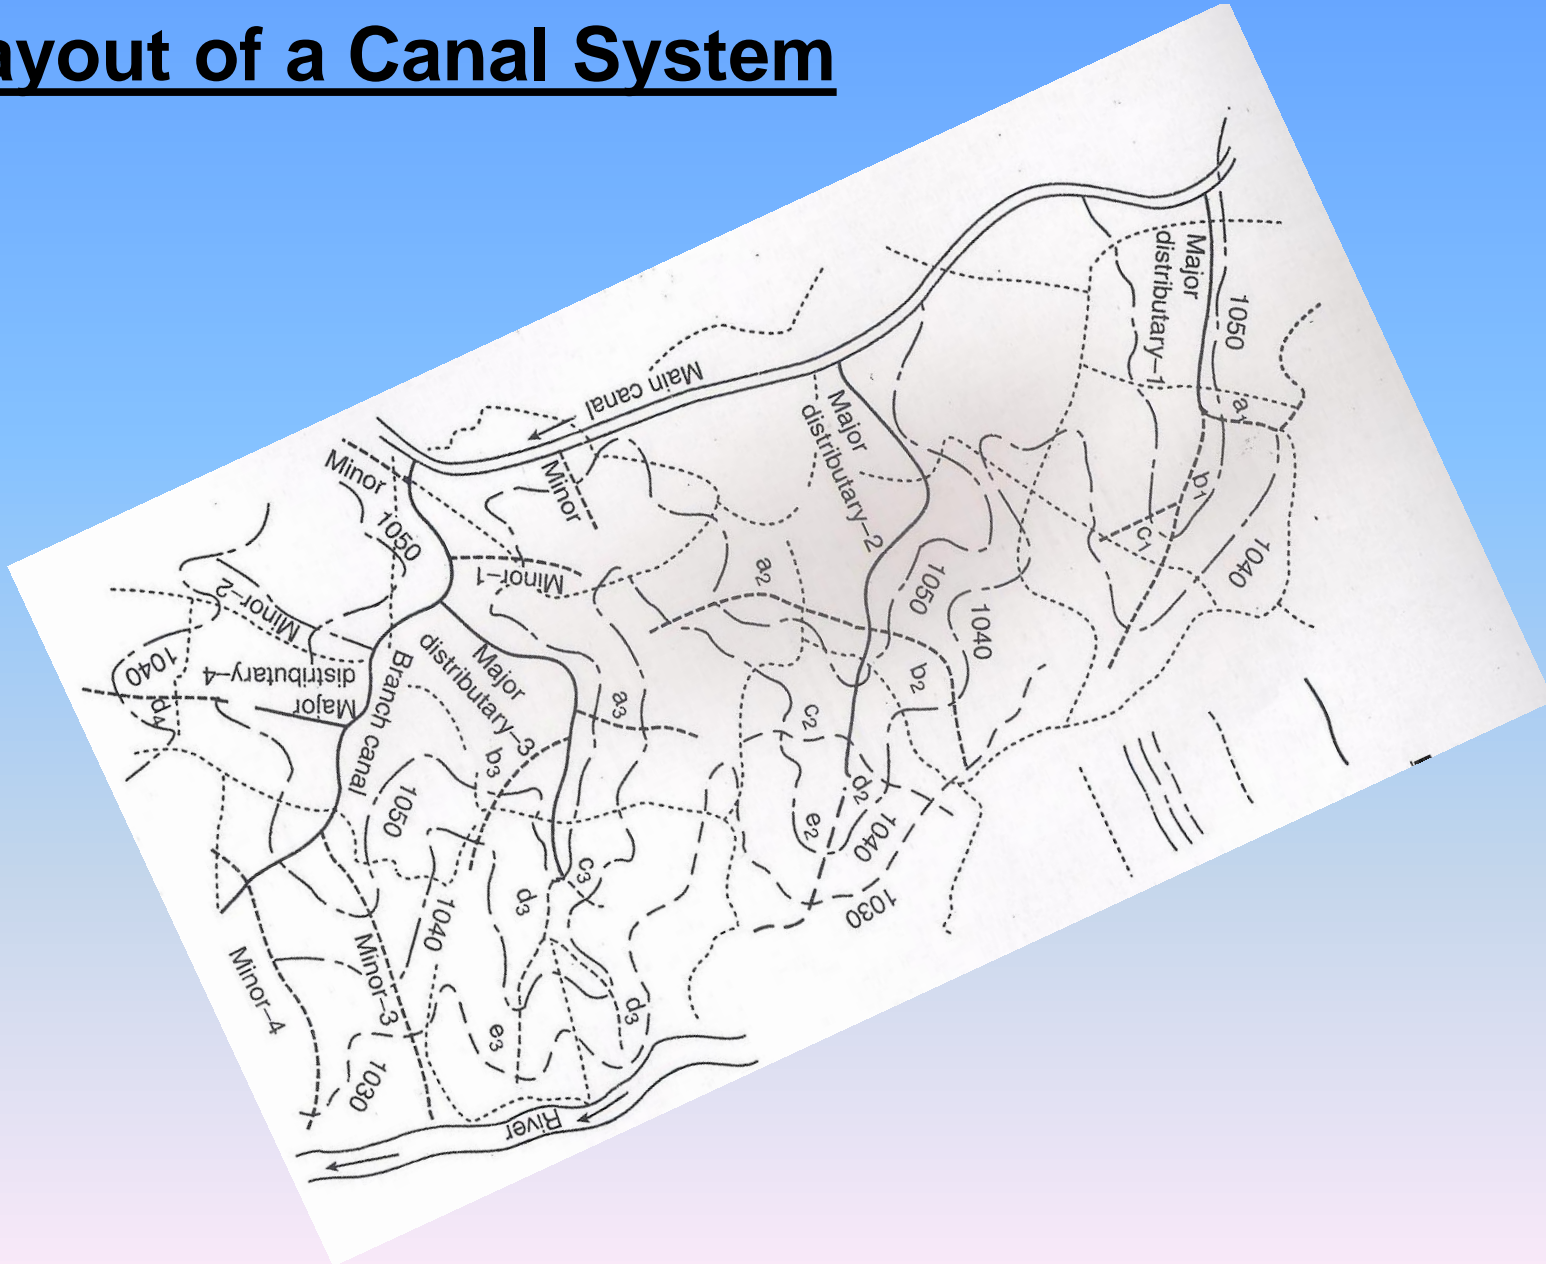 ayout of a Canal System
Main canal
Major
distributary–1
1050
a1
b1
c1
1040
Major
distributary–2
Minor
Minor
1050
Minor–1
a2
1050
1040
b2
c2
d2
e2
1040
1030
Minor–2
1040
Major
distributary–4
d4
Branch canal
Major
distributary–3
a3
b3
1050
c3
d3
1040
d3
e3
Minor–3
Minor–4
1030
River